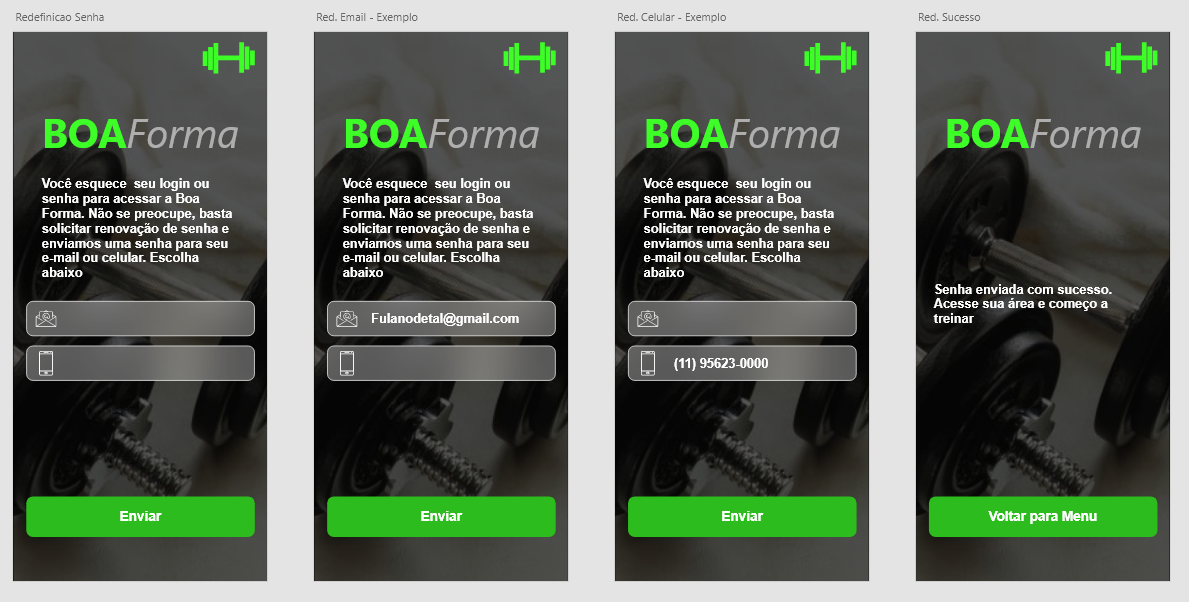 Redefinicao Senha
BOAForma
Você esquece  seu login ou
senha para acessar a Boa
Forma. Não se preocupe, basta
solicitar renovação de senha e
enviamos uma senha para seu
e-mail ou celular. Escolha
abaixo
Enviar
Red. Email - Exemplo
BOAForma
Você esquece  seu login ou
senha para acessar a Boa
Forma. Não se preocupe, basta
solicitar renovação de senha e
enviamos uma senha para seu
e-mail ou celular. Escolha
abaixo
Fulanodetal@gmail.com
Enviar
Red. Celular - Exemplo
BOAForma
Você esquece  seu login ou
senha para acessar a Boa
Forma. Não se preocupe, basta
solicitar renovação de senha e
enviamos uma senha para seu
e-mail ou celular. Escolha
abaixo
(11) 95623-0000
Enviar
Red. Sucesso
BOAForma
Senha enviada com sucesso.
Acesse sua área e começo a
treinar
Voltar para Menu